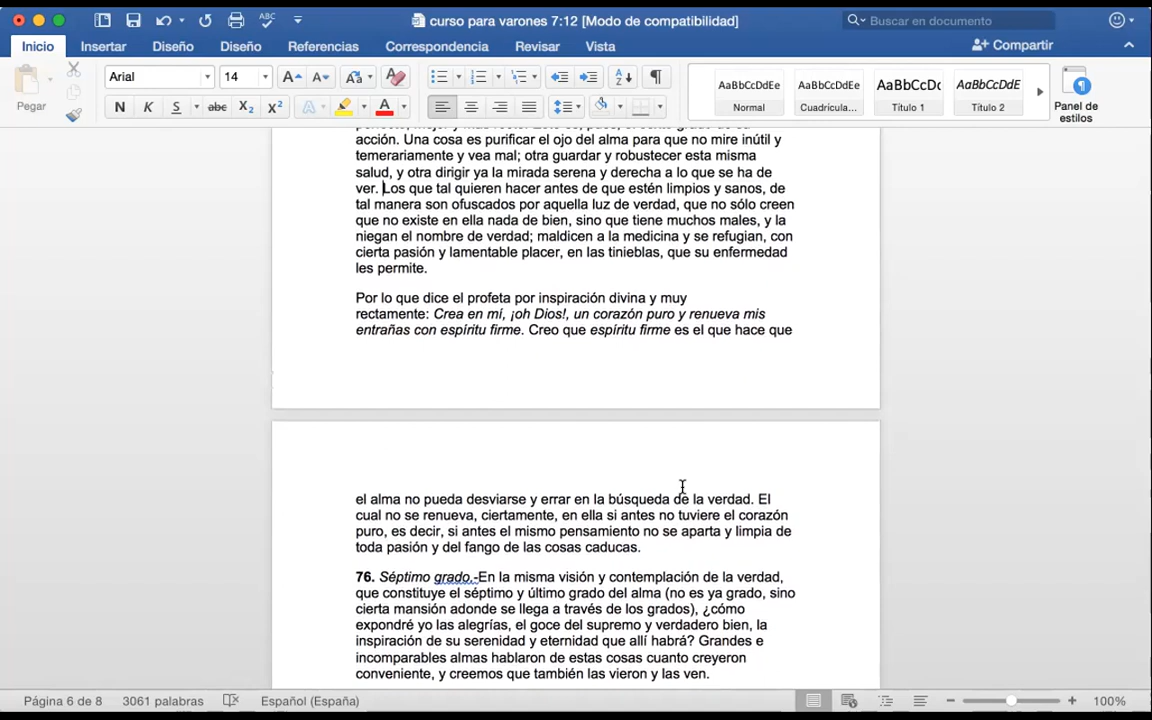 curso para varones 7:12 [Modo de compatibilidad]
Buscar en documento
ABC
Inicio Insertar Diseño Diseño Referencias Correspondencia Revisar Vista Compartir
Pegar
Arial 14
N K S abc X₂ X² A A
AaBbCcDdEe AaBbCcDdEe AaBbCcDc AaBbCcDdE
Normal Cuadrícula... Título 1 Título 2
Panel de estilos
acción. Una cosa es purificar el ojo del alma para que no mire inútil y
temerariamente y vea mal; otra guardar y robustecer esta misma
salud, y otra dirigir ya la mirada serena y derecha a lo que se ha de
ver. Los que tal quieren hacer antes de que estén limpios y sanos, de
tal manera son ofuscados por aquella luz de verdad, que no sólo creen
que no existe en ella nada de bien, sino que tiene muchos males, y la
niegan el nombre de verdad; maldicen a la medicina y se refugian, con
cierta pasión y lamentable placer, en las tinieblas, que su enfermedad
les permite.
Por lo que dice el profeta por inspiración divina y muy
rectamente: Crea en mí, ¡oh Dios!, un corazón puro y renueva mis
entrañas con espíritu firme. Creo que espíritu firme es el que hace que
el alma no pueda desviarse y errar en la búsqueda de la verdad. El
cual no se renueva, ciertamente, en ella si antes no tuviere el corazón
puro, es decir, si antes el mismo pensamiento no se aparta y limpia de
toda pasión y del fango de las cosas caducas.
76. Séptimo grado.-En la misma visión y contemplación de la verdad,
que constituye el séptimo y último grado del alma (no es ya grado, sino
cierta mansión adonde se llega a través de los grados), ¿cómo
expondré yo las alegrías, el goce del supremo y verdadero bien, la
inspiración de su serenidad y eternidad que allí habrá? Grandes e
incomparables almas hablaron de estas cosas cuanto creyeron
conveniente, y creemos que también las vieron y las ven.
Página 6 de 8 3061 palabras Español (España) 100%